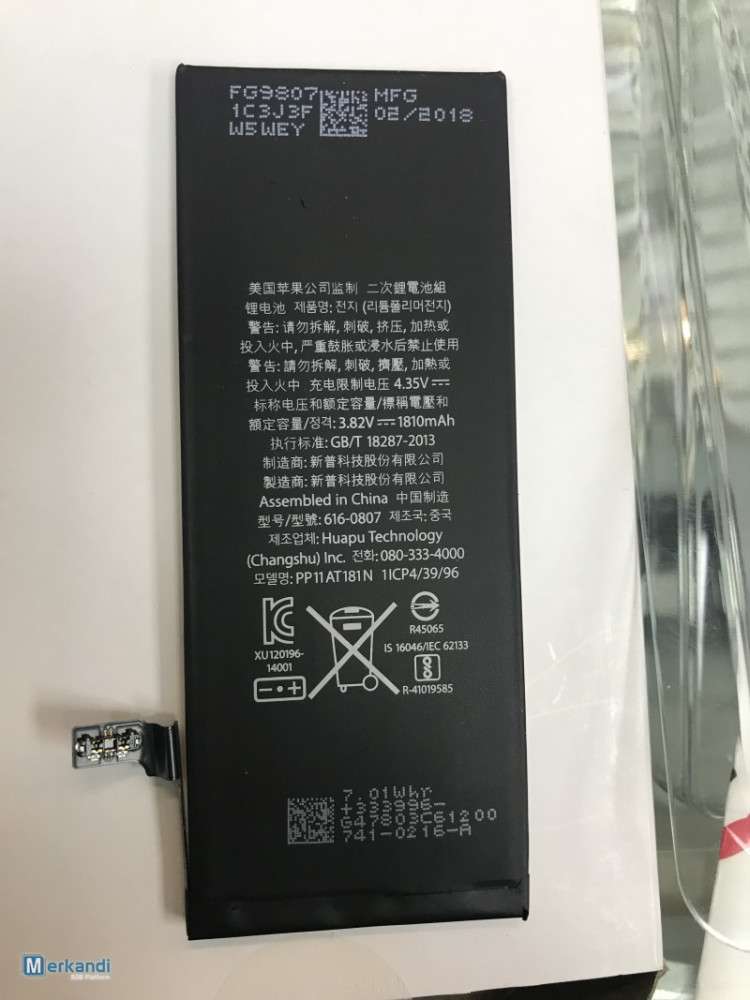 FG9807 MFG
1C3J3F 02/2018
W5WEY
美国苹果公司监制 二次鋰電池組
锂电池 제품명: 전지 (리튬폴리머전지)
警告: 请勿拆解, 刺破, 挤压, 加热或
投入火中, 严重鼓胀或浸水后禁止使用
警告: 請勿拆解, 刺破, 擠壓, 加熱或
投入火中 充电限制电压 4.35V⎓
标称电压和额定容量/標稱電壓和
額定容量/정격: 3.82V⎓1810mAh
执行标准: GB/T 18287-2013
制造商: 新普科技股份有限公司
製造商: 新普科技股份有限公司
Assembled in China 中国制造
型号/型號: 616-0807 제조국: 중국
제조업체: Huapu Technology
(Changshu) Inc. 전화: 080-333-4000
모델명: PP11AT181N 1ICP4/39/96
XU120196-
14001
R45065
IS 16046/IEC 62133
R-41019585
7.01Whr
+333996-
G47803C61200
741-0216-A
Merkandi
B2B Platform